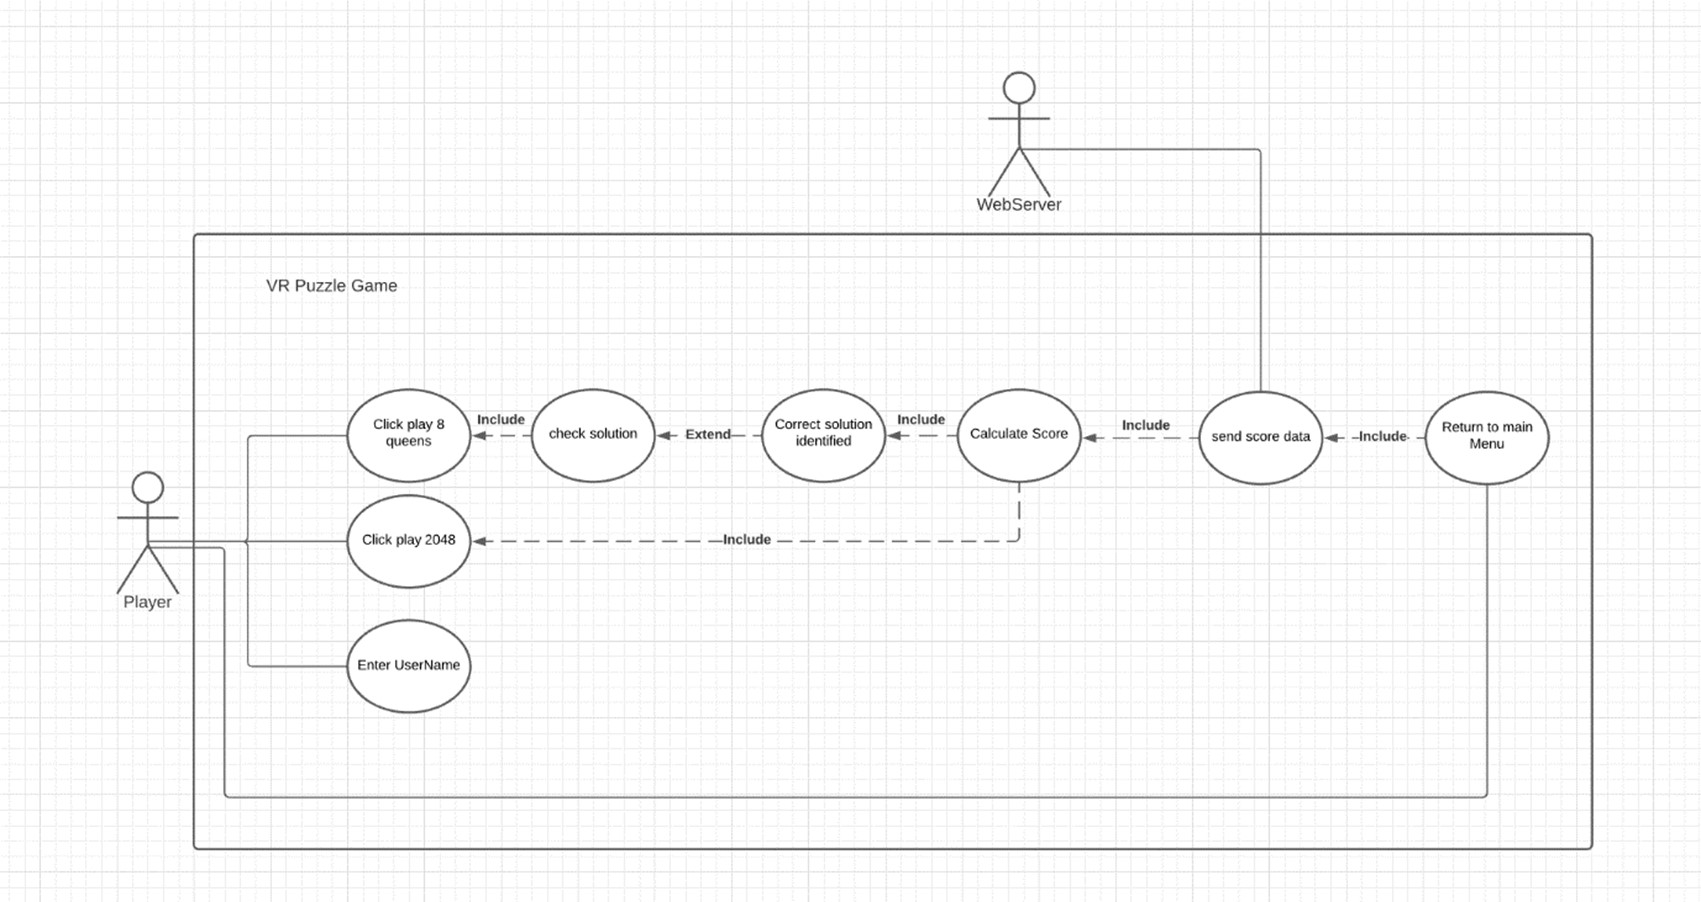 WebServer
VR Puzzle Game
Click play 8
queens
Include
check solution
Extend
Correct solution
identified
Include
Calculate Score
Include
send score data
Include
Return to main
Menu
Click play 2048
Include
Player
Enter UserName